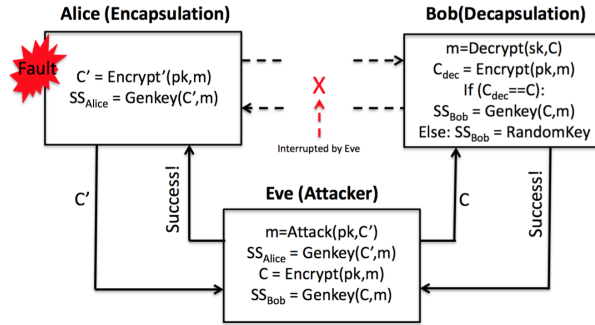 Alice (Encapsulation)
Bob(Decapsulation)
Fault
C’ = Encrypt’(pk,m)
SS_Alice = Genkey(C’,m)
X
Interrupted by Eve
m=Decrypt(sk,C)
C_dec = Encrypt(pk,m)
If (C_dec==C):
SS_Bob = Genkey(C,m)
Else: SS_Bob = RandomKey
C’
Success!
Eve (Attacker)
m=Attack(pk,C’)
SS_Alice = Genkey(C’,m)
C = Encrypt(pk,m)
SS_Bob = Genkey(C,m)
C
Success!